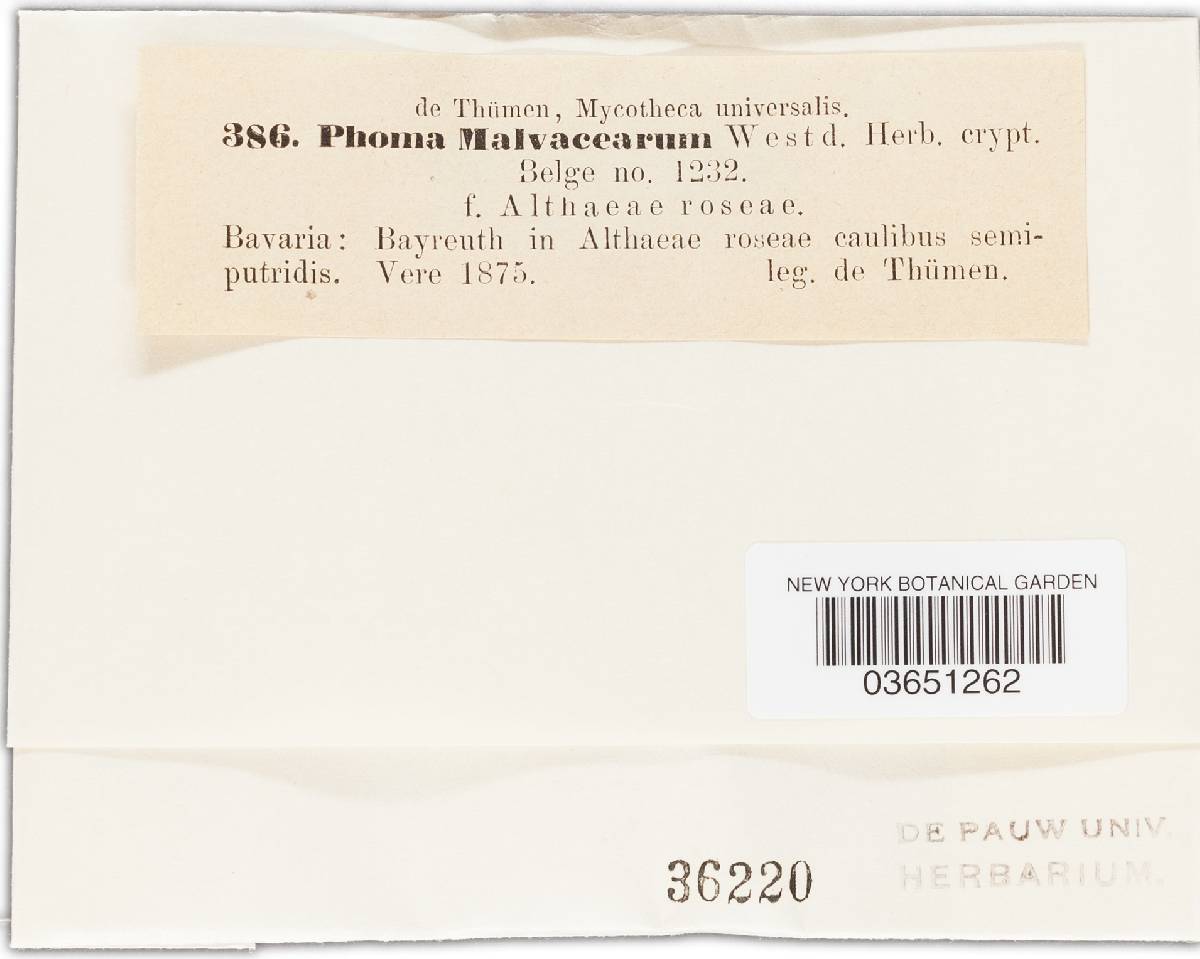 de Thümen, Mycotheca universalis.
386. Phoma Malvacearum Westd. Herb. crypt.
Belge no. 1232.
f. Althaeae roseae.
Bavaria: Bayreuth in Althaeae roseae caulibus semi-
putridis. Vere 1875. leg. de Thümen.
NEW YORK BOTANICAL GARDEN
03651262
DE PAUW UNIV.
HERBARIUM.
36220